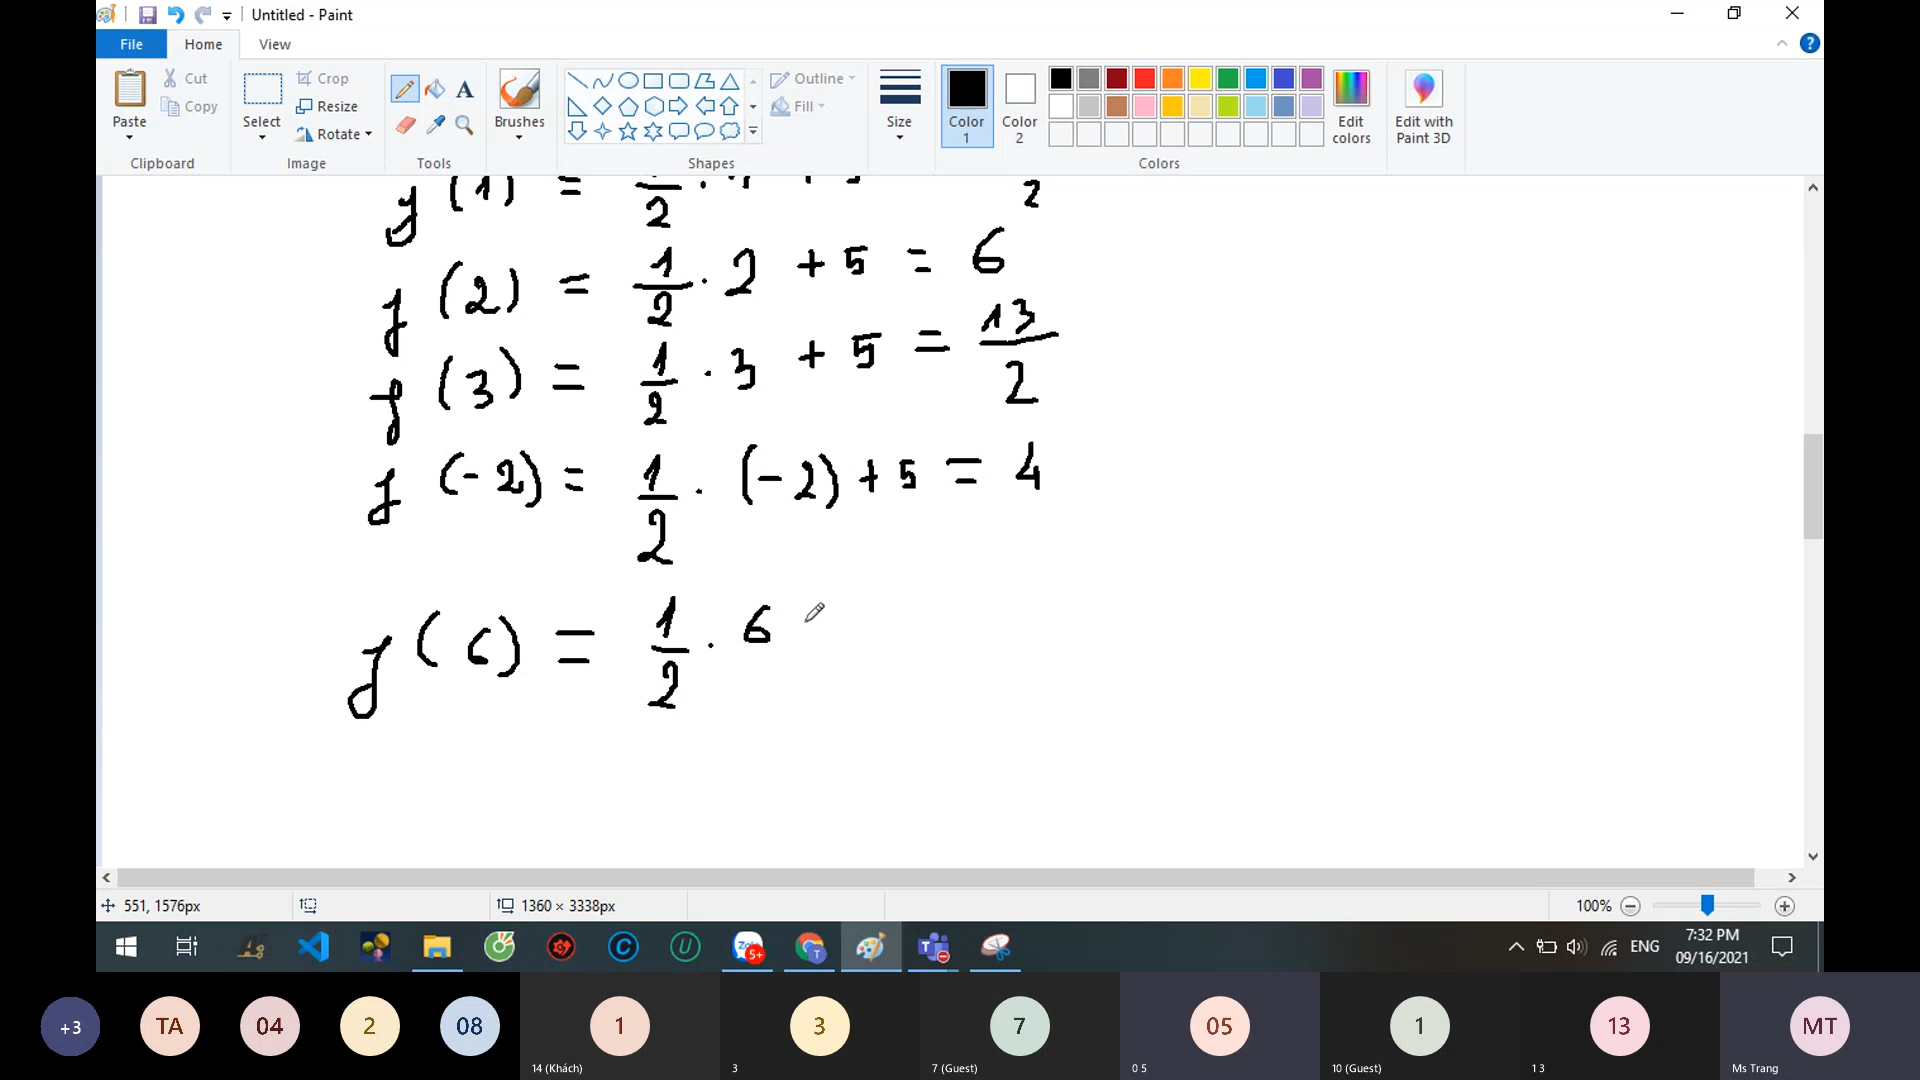 Untitled - Paint
File Home View
Paste
Cut
Copy
Clipboard
Select
Crop
Resize
Rotate
Image
Tools
Brushes
Shapes
Outline
Fill
Size
Color 1
Color 2
Colors
Edit colors
Edit with Paint 3D
f(2) = 1/2 . 2 + 5 = 6
f(3) = 1/2 . 3 + 5 = 13/2
f(-2) = 1/2 . (-2) + 5 = 4
f(6) = 1/2 . 6
551, 1576px
1360 × 3338px
100%
ENG
7:32 PM
09/16/2021
+3 TA 04 2 08 1 3 7 05 1 13 MT
14 (Khách) 3 7 (Guest) 0 5 10 (Guest) 1 3 Ms Trang